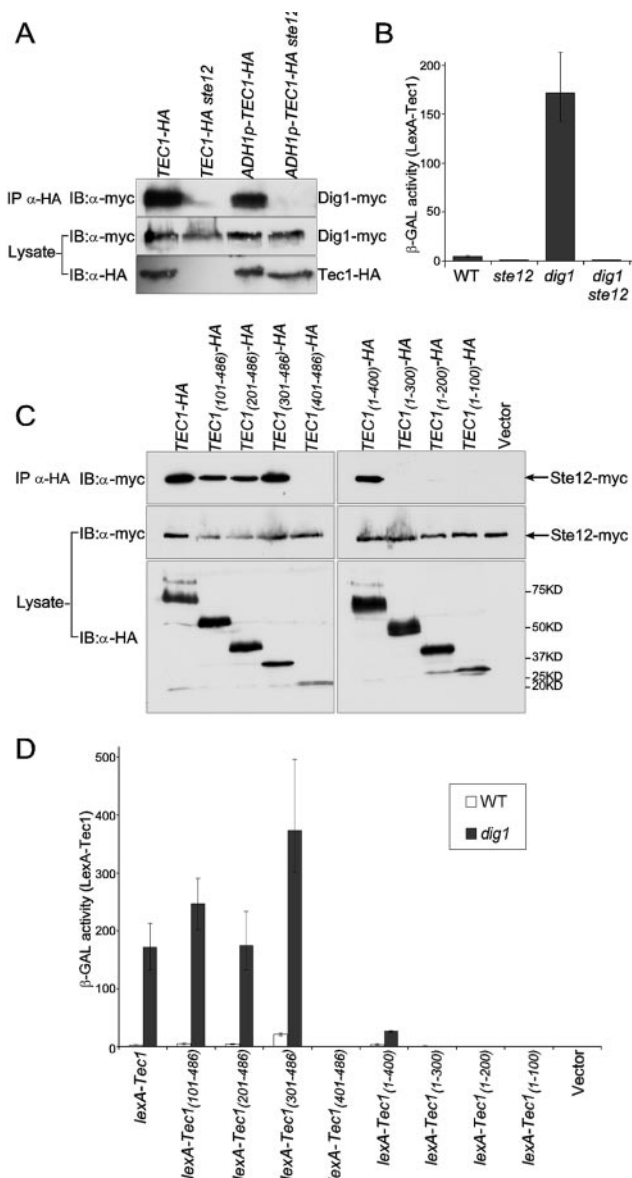 A
TEC1-HA
TEC1-HA ste12
ADH1p-TEC1-HA
ADH1p-TEC1-HA ste12
IP α-HA IB:α-myc Dig1-myc
Lysate IB:α-myc Dig1-myc
IB:α-HA Tec1-HA
B
β-GAL activity (LexA-Tec1)
200
150
100
50
0
WT ste12 dig1 dig1 ste12
C
TEC1-HA
TEC1(101-486)-HA
TEC1(201-486)-HA
TEC1(301-486)-HA
TEC1(401-486)-HA
TEC1(1-400)-HA
TEC1(1-300)-HA
TEC1(1-200)-HA
TEC1(1-100)-HA
Vector
IP α-HA IB:α-myc Ste12-myc
IB:α-myc Ste12-myc
Lysate
IB:α-HA
75KD
50KD
37KD
25KD
20KD
D
β-GAL activity (LexA-Tec1)
500
400
300
200
100
0
WT
dig1
lexA-Tec1
lexA-Tec1(101-486)
lexA-Tec1(201-486)
lexA-Tec1(301-486)
lexA-Tec1(401-486)
lexA-Tec1(1-400)
lexA-Tec1(1-300)
lexA-Tec1(1-200)
lexA-Tec1(1-100)
Vector